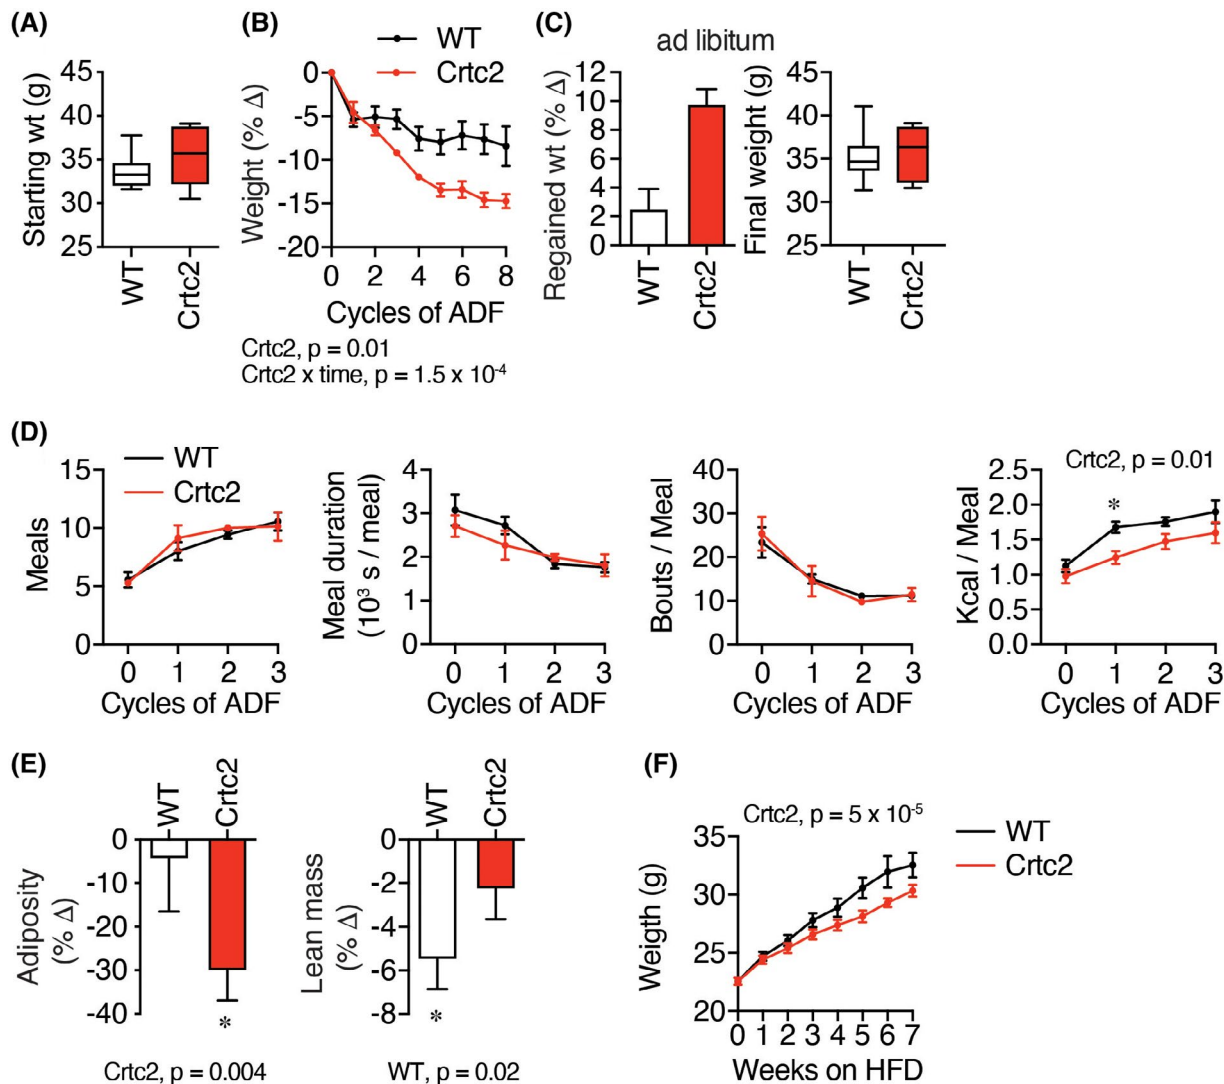 (A)
Starting wt (g)
45
40
35
30
25
WT
Crtc2
(B)
WT
Crtc2
Weight (% Δ)
0
-5
-10
-15
-20
0 2 4 6 8
Cycles of ADF
Crtc2, p = 0.01
Crtc2 x time, p = 1.5 x 10-4
(C)
ad libitum
Regained wt (% Δ)
12
10
8
6
4
2
0
WT
Crtc2
Final weight (g)
45
40
35
30
25
WT
Crtc2
(D)
WT
Crtc2
Meals
15
10
5
0
0 1 2 3
Cycles of ADF
Meal duration
(10³ s / meal)
4
3
2
1
0
0 1 2 3
Cycles of ADF
Bouts / Meal
40
30
20
10
0
0 1 2 3
Cycles of ADF
Crtc2, p = 0.01
*
Kcal / Meal
2.5
2.0
1.5
1.0
0.5
0.0
0 1 2 3
Cycles of ADF
(E)
WT
Crtc2
Adiposity
(% Δ)
0
-10
-20
-30
-40
*
Crtc2, p = 0.004
WT
Crtc2
Lean mass
(% Δ)
0
-2
-4
-6
-8
*
WT, p = 0.02
(F)
Crtc2, p = 5 x 10-5
WT
Crtc2
Weigth (g)
35
30
25
20
0 1 2 3 4 5 6 7
Weeks on HFD